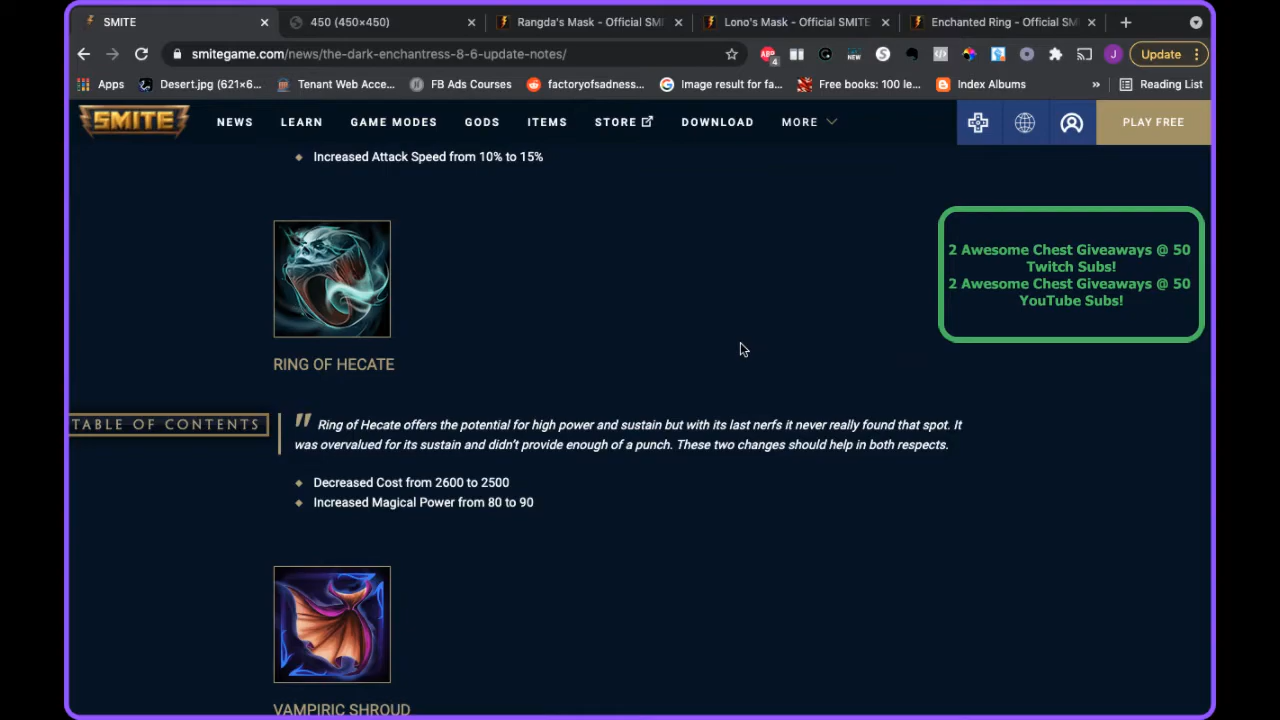 SMITE
450 (450×450)
Rangda's Mask - Official SMI
Lono's Mask - Official SMITE
Enchanted Ring - Official SM
smitegame.com/news/the-dark-enchantress-8-6-update-notes/
4
NEW
J
Update
Apps
Desert.jpg (621×6...
Tenant Web Acce...
FB Ads Courses
factoryofsadness...
Image result for fa...
Free books: 100 le...
Index Albums
»
Reading List
SMITE
NEWS
LEARN
GAME MODES
GODS
ITEMS
STORE
DOWNLOAD
MORE
PLAY FREE
Increased Attack Speed from 10% to 15%
2 Awesome Chest Giveaways @ 50
Twitch Subs!
2 Awesome Chest Giveaways @ 50
YouTube Subs!
RING OF HECATE
TABLE OF CONTENTS
" Ring of Hecate offers the potential for high power and sustain but with its last nerfs it never really found that spot. It
was overvalued for its sustain and didn't provide enough of a punch. These two changes should help in both respects.
Decreased Cost from 2600 to 2500
Increased Magical Power from 80 to 90
VAMPIRIC SHROUD